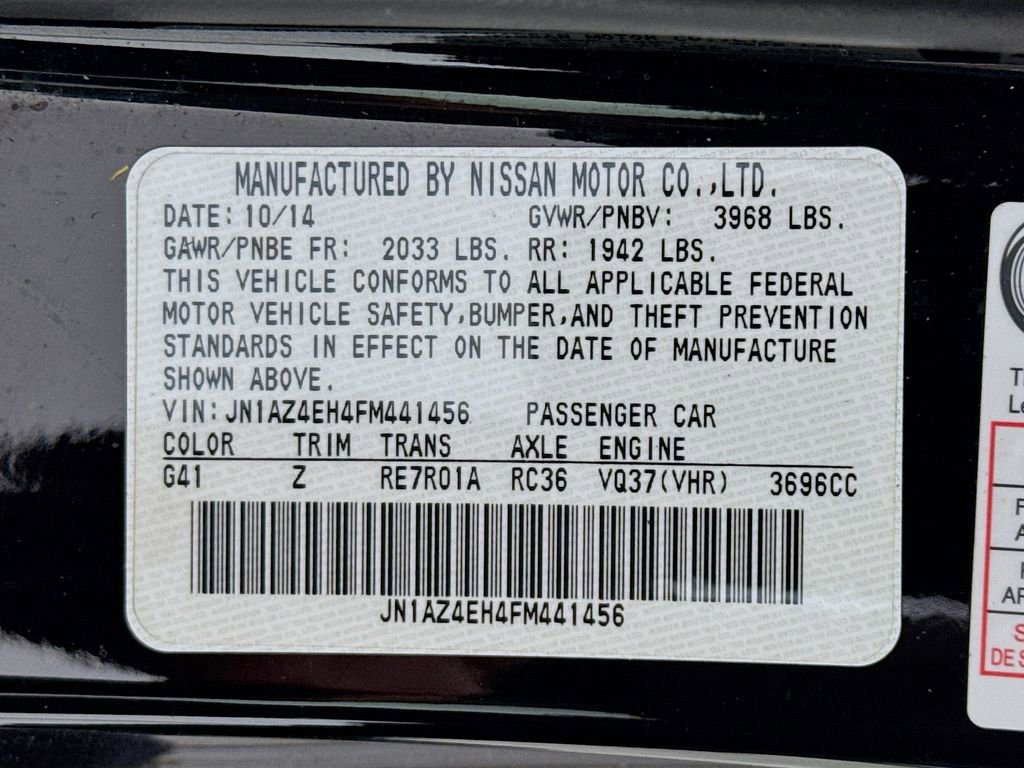 MANUFACTURED BY NISSAN MOTOR CO.,LTD.
DATE: 10/14 GVWR/PNBV: 3968 LBS.
GAWR/PNBE FR: 2033 LBS. RR: 1942 LBS.
THIS VEHICLE CONFORMS TO ALL APPLICABLE FEDERAL
MOTOR VEHICLE SAFETY,BUMPER,AND THEFT PREVENTION
STANDARDS IN EFFECT ON THE DATE OF MANUFACTURE
SHOWN ABOVE.
VIN: JN1AZ4EH4FM441456 PASSENGER CAR
COLOR TRIM TRANS AXLE ENGINE
G41 Z RE7R01A RC36 VQ37(VHR) 3696CC
JN1AZ4EH4FM441456